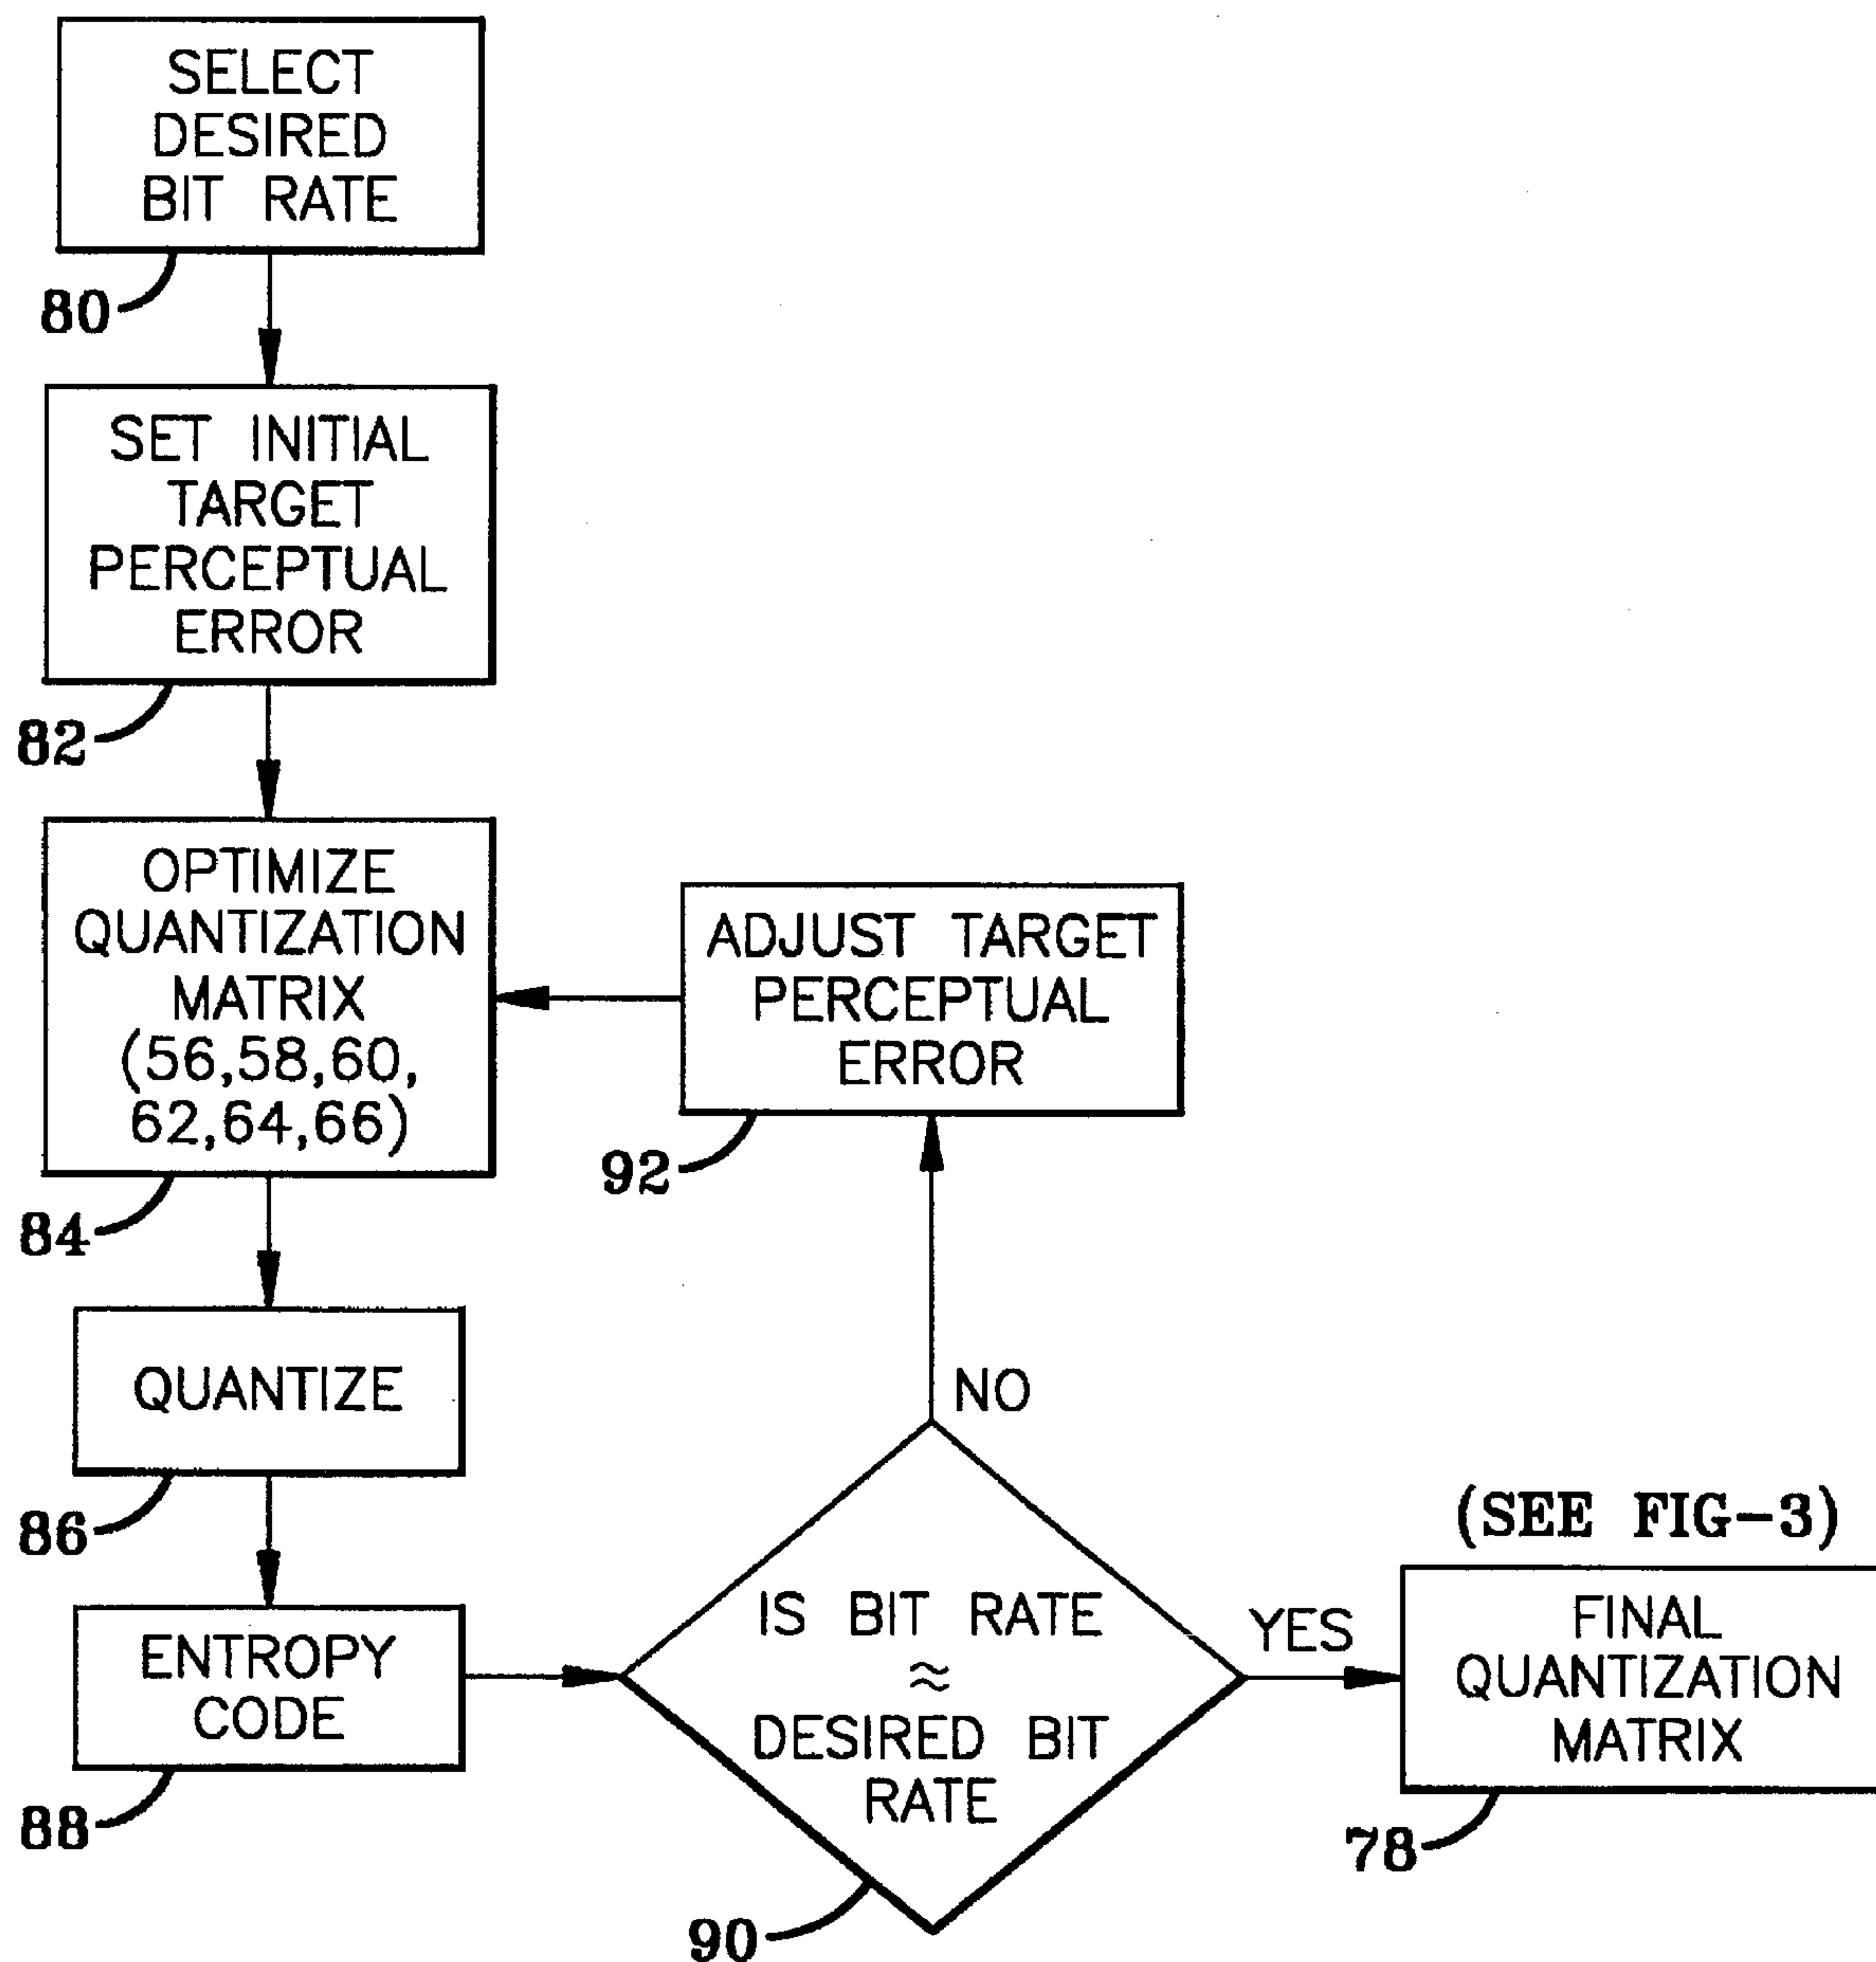 SELECT
DESIRED
BIT RATE
80
SET INITIAL
TARGET
PERCEPTUAL
ERROR
82
OPTIMIZE
QUANTIZATION
MATRIX
(56,58,60,
62,64,66)
84
ADJUST TARGET
PERCEPTUAL
ERROR
92
QUANTIZE
86
ENTROPY
CODE
88
IS BIT RATE
≈
DESIRED BIT
RATE
90
NO
YES
(SEE FIG-3)
FINAL
QUANTIZATION
MATRIX
78